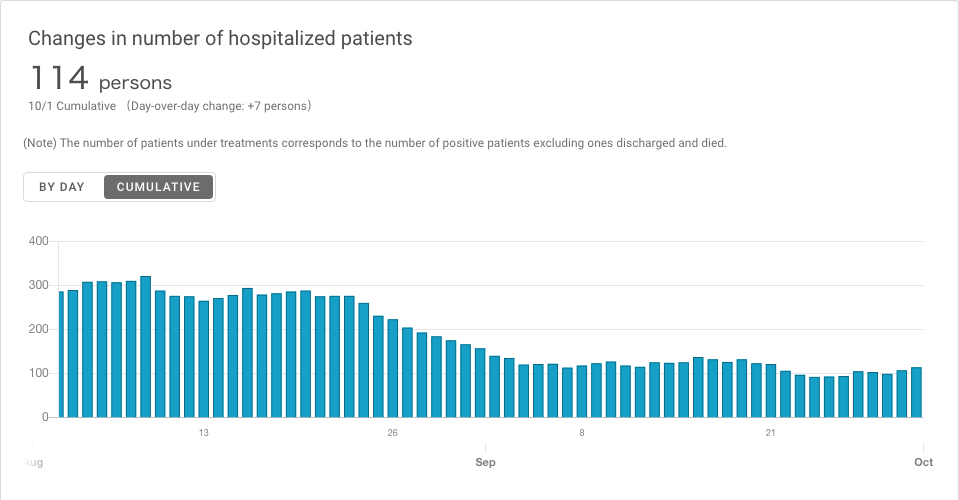 Changes in number of hospitalized patients
114 persons
10/1 Cumulative (Day-over-day change: +7 persons)
(Note) The number of patients under treatments corresponds to the number of positive patients excluding ones discharged and died.
BY DAY CUMULATIVE
400
300
200
100
0
13 26 8 21
Aug Sep Oct